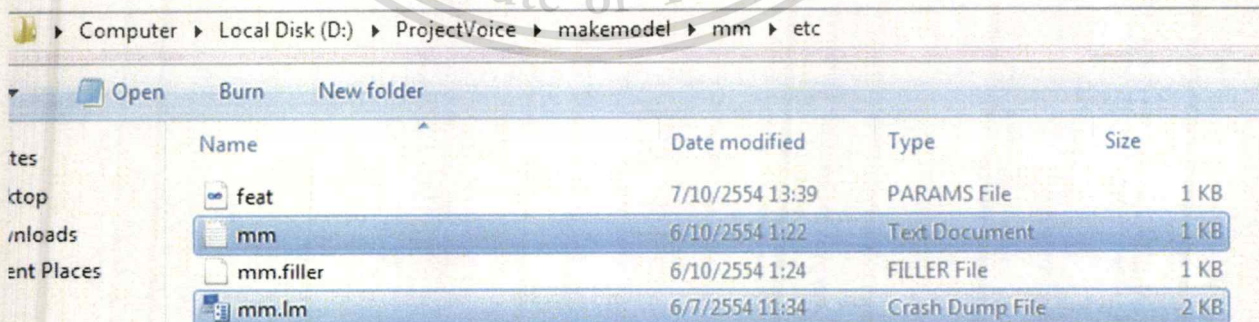 Computer ▸ Local Disk (D:) ▸ ProjectVoice ▸ makemodel ▸ mm ▸ etc
Open Burn New folder
Name Date modified Type Size
feat 7/10/2554 13:39 PARAMS File 1 KB
mm 6/10/2554 1:22 Text Document 1 KB
mm.filler 6/10/2554 1:24 FILLER File 1 KB
mm.lm 6/7/2554 11:34 Crash Dump File 2 KB
tes
ktop
nloads
ent Places